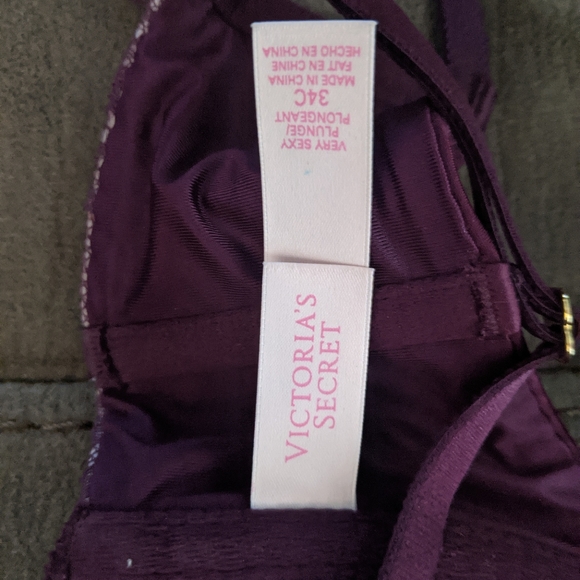 VERY SEXY
PLUNGE/
PLONGEANT
34C
MADE IN CHINA
FAIT EN CHINE
HECHO EN CHINA
VICTORIA'S
SECRET